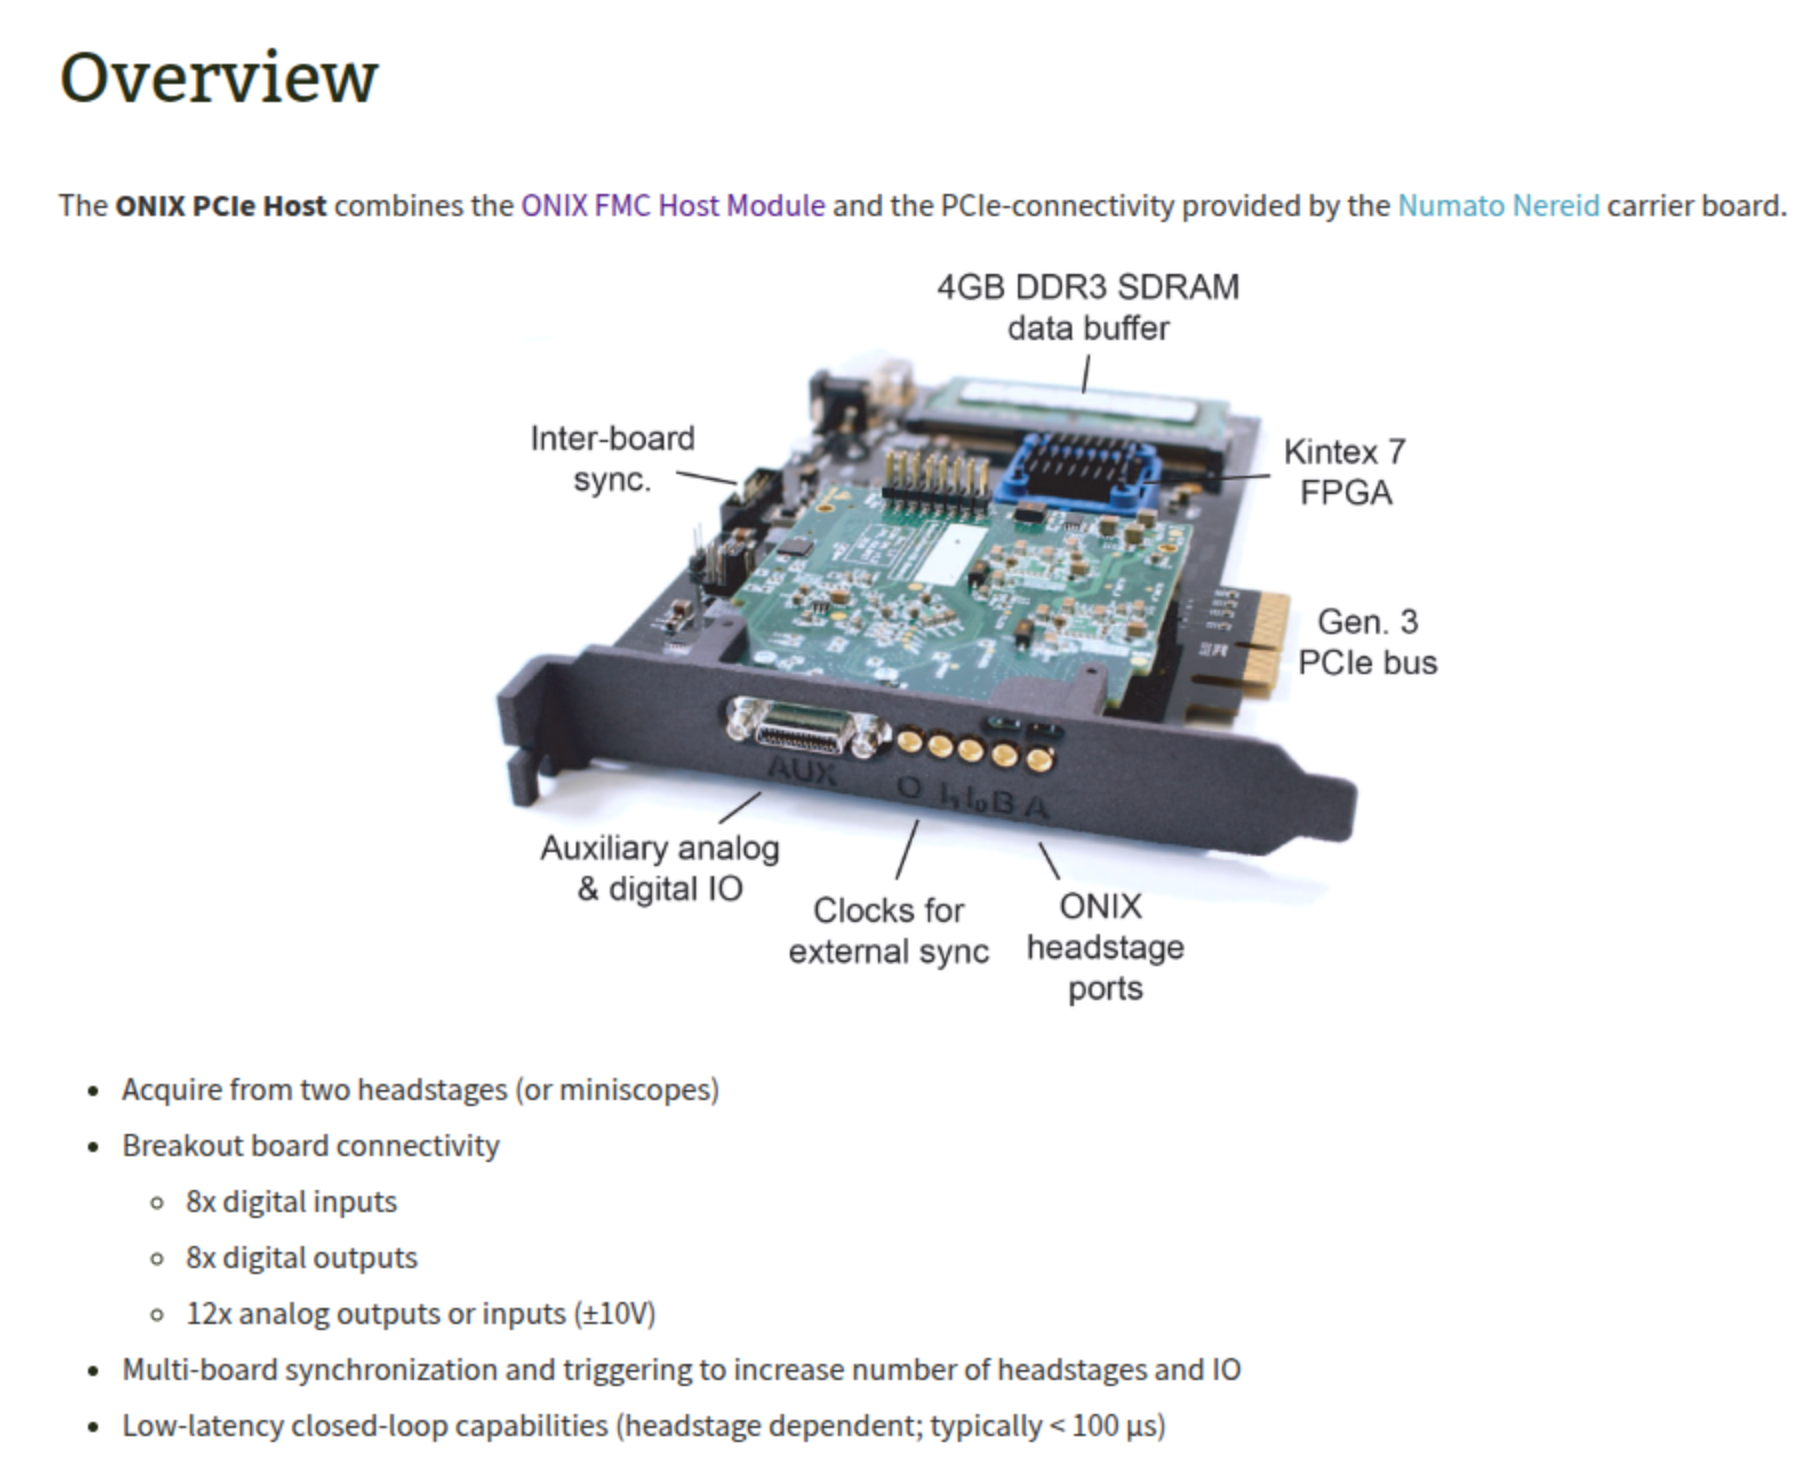 Overview
The ONIX PCIe Host combines the ONIX FMC Host Module and the PCIe-connectivity provided by the Numato Nereid carrier board.
4GB DDR3 SDRAM
data buffer
Inter-board
sync.
Kintex 7
FPGA
Gen. 3
PCIe bus
AUX
O I₁ I₀ B A
Auxiliary analog
& digital IO
Clocks for
external sync
ONIX
headstage
ports
• Acquire from two headstages (or miniscopes)
• Breakout board connectivity
◦ 8x digital inputs
◦ 8x digital outputs
◦ 12x analog outputs or inputs (±10V)
• Multi-board synchronization and triggering to increase number of headstages and IO
• Low-latency closed-loop capabilities (headstage dependent; typically < 100 µs)